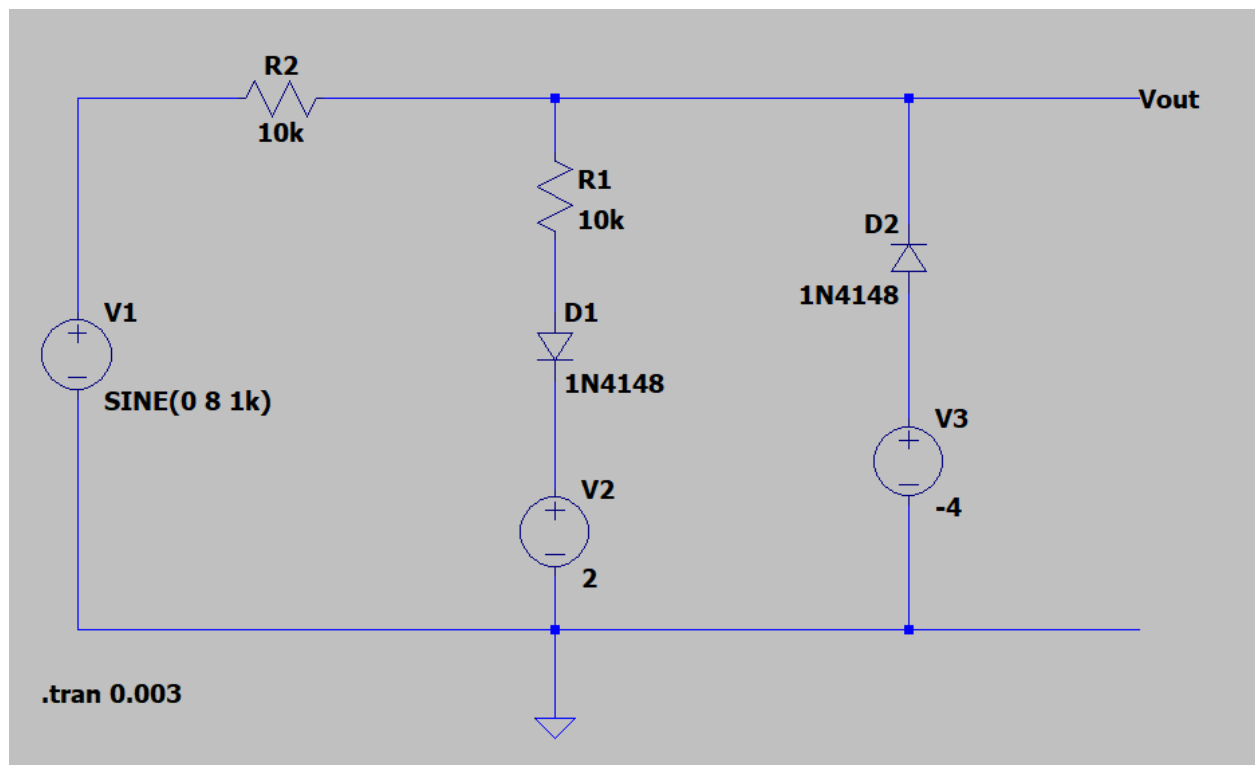 R2
10k
Vout
R1
10k
D2
1N4148
V1
SINE(0 8 1k)
D1
1N4148
V3
-4
V2
2
.tran 0.003